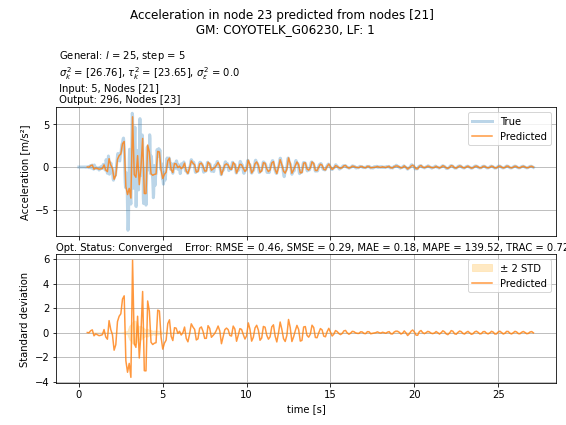 Acceleration in node 23 predicted from nodes [21]
GM: COYOTELK_G06230, LF: 1
General: l = 25, step = 5
σ²ₖ = [26.76], τ²ₖ = [23.65], σ²_ε = 0.0
Input: 5, Nodes [21]
Output: 296, Nodes [23]
Acceleration [m/s²]
5
0
−5
True
Predicted
Opt. Status: Converged Error: RMSE = 0.46, SMSE = 0.29, MAE = 0.18, MAPE = 139.52, TRAC = 0.72
Standard deviation
6
4
2
0
−2
−4
± 2 STD
Predicted
0 5 10 15 20 25
time [s]